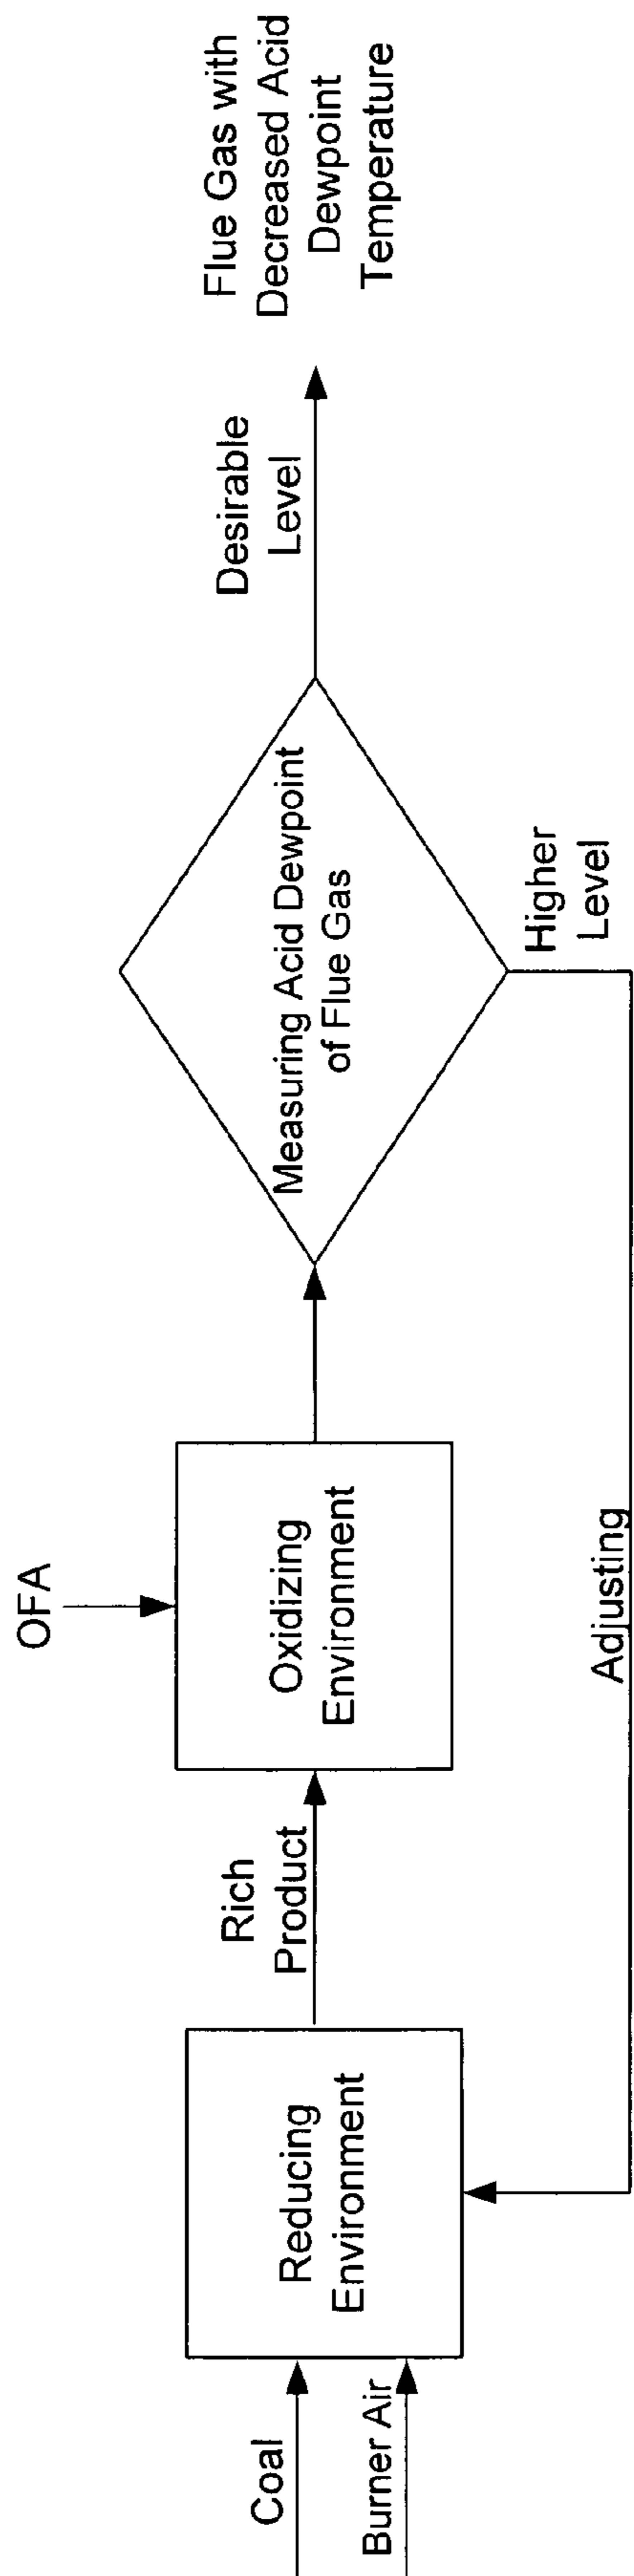 Coal
Burner Air
Reducing
Environment
Rich
Product
OFA
Oxidizing
Environment
Measuring Acid Dewpoint
of Flue Gas
Desirable
Level
Higher
Level
Adjusting
Flue Gas with
Decreased Acid
Dewpoint
Temperature